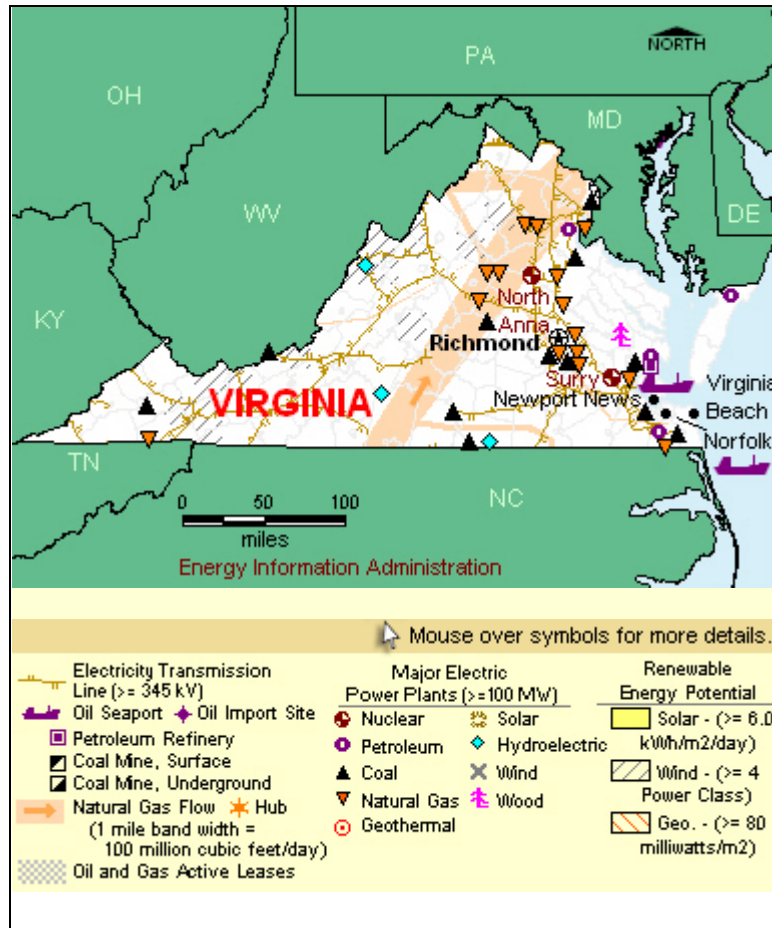 PA
NORTH
OH
MD
WV
DE
KY
North
Anna
Richmond
Surry
VIRGINIA
Newport News
Virginia
Beach
Norfolk
TN
NC
0 50 100
miles
Energy Information Administration
Mouse over symbols for more details.
Electricity Transmission
Line (>= 345 kV)
Oil Seaport Oil Import Site
Petroleum Refinery
Coal Mine, Surface
Coal Mine, Underground
Natural Gas Flow Hub
(1 mile band width =
100 million cubic feet/day)
Oil and Gas Active Leases
Major Electric
Power Plants (>=100 MW)
Nuclear Solar
Petroleum Hydroelectric
Coal Wind
Natural Gas Wood
Geothermal
Renewable
Energy Potential
Solar - (>= 6.0
kWh/m2/day)
Wind - (>= 4
Power Class)
Geo. - (>= 80
milliwatts/m2)